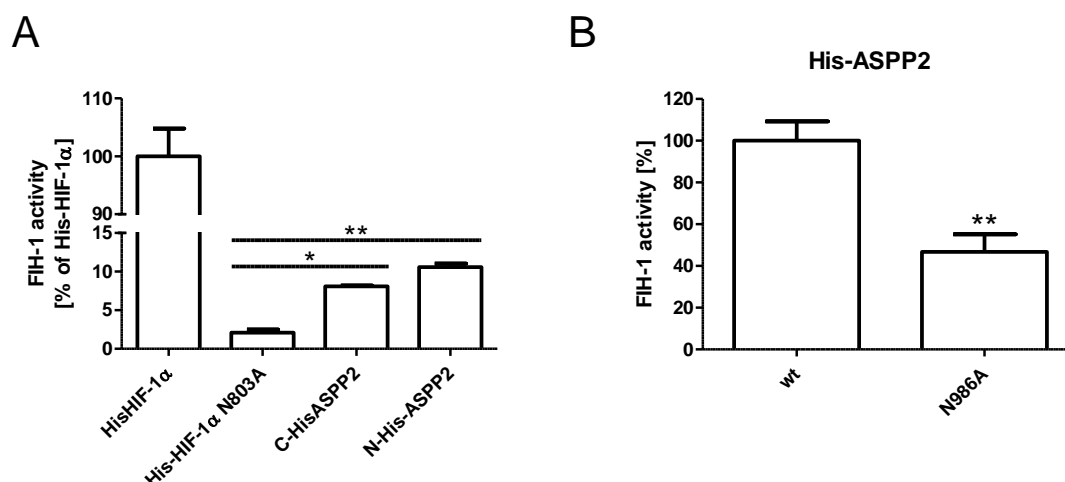 A
FIH-1 activity
[% of His-HIF-1α]
110
100
90
15
10
5
0
**
*
HisHIF-1α
His-HIF-1α N803A
C-HisASPP2
N-His-ASPP2
B
His-ASPP2
FIH-1 activity [%]
120
100
80
60
40
20
0
**
wt
N986A